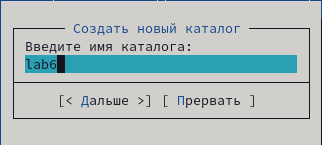 Создать новый каталог
Введите имя каталога:
lab6
[< Дальше >] [ Прервать ]